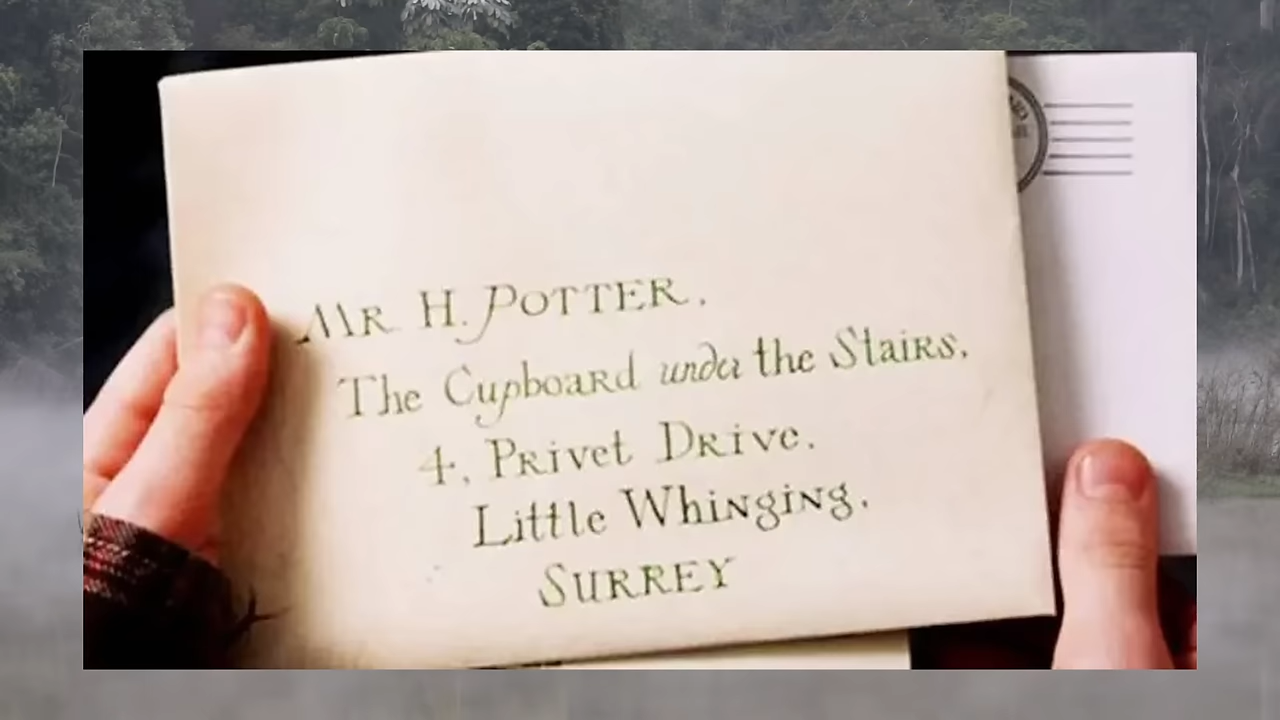 Mr H. Potter,
The Cupboard under the Stairs,
4, Privet Drive,
Little Whinging,
SURREY